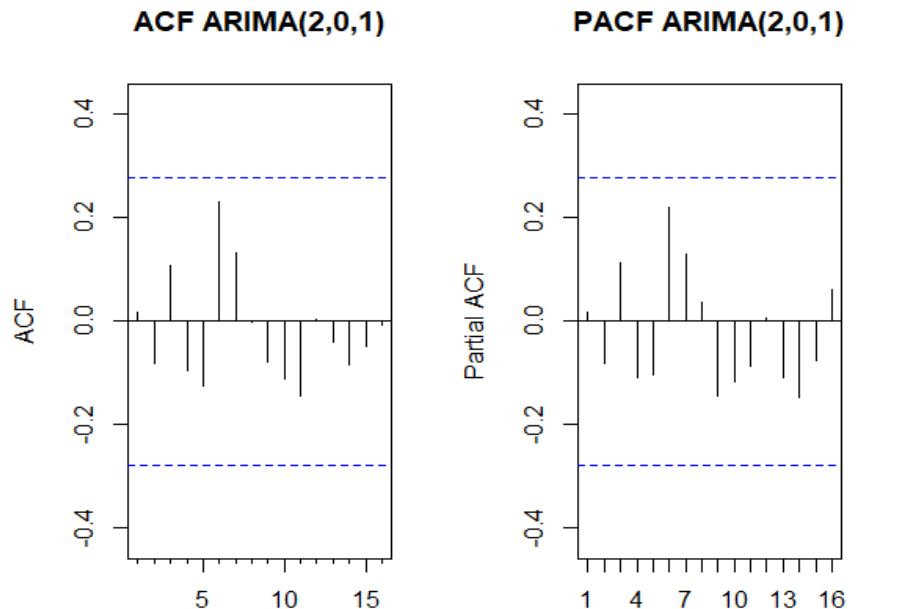 ACF ARIMA(2,0,1)
ACF
0.4
0.2
0.0
-0.2
-0.4
5 10 15
PACF ARIMA(2,0,1)
Partial ACF
0.4
0.2
0.0
-0.2
-0.4
1 4 7 10 13 16